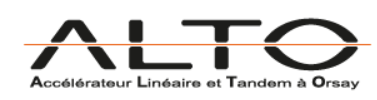 ALTO
Accélérateur Linéaire et Tandem à Orsay